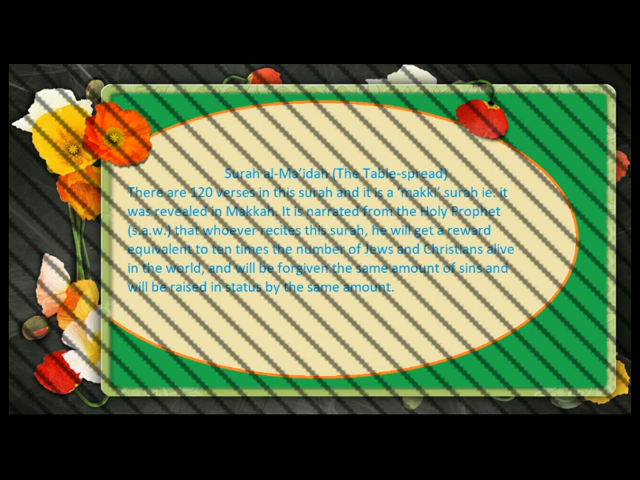 Surah al-Ma'idah (The Table-spread)
There are 120 verses in this surah and it is a 'makki' surah ie. it
was revealed in Makkah. It is narrated from the Holy Prophet
(s.a.w.) that whoever recites this surah, he will get a reward
equivalent to ten times the number of Jews and Christians alive
in the world, and will be forgiven the same amount of sins and
will be raised in status by the same amount.